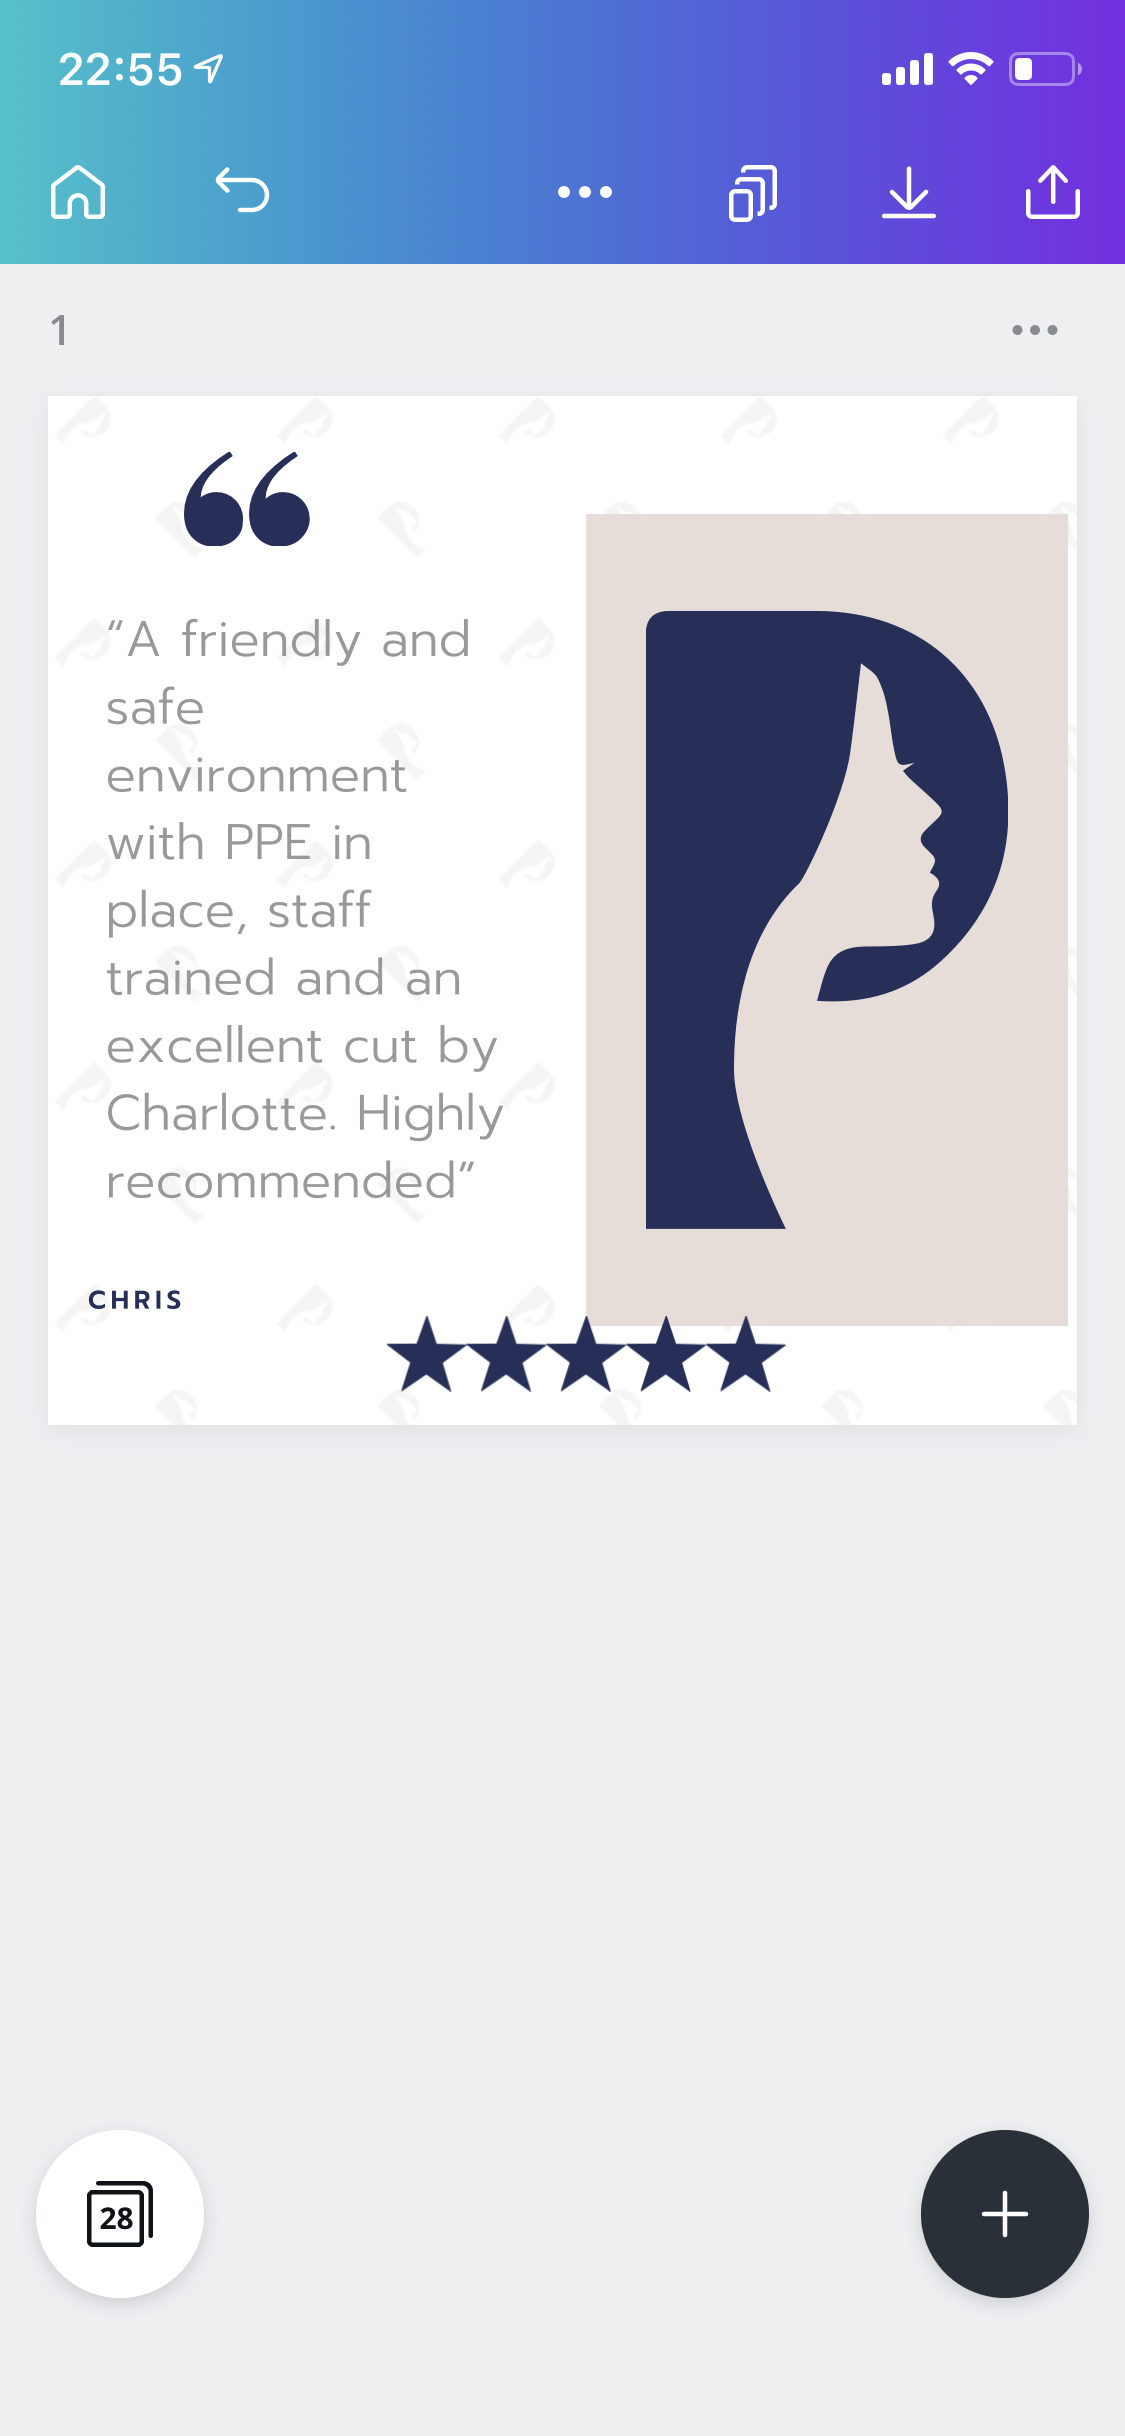 22:55
1
“A friendly and
safe
environment
with PPE in
place, staff
trained and an
excellent cut by
Charlotte. Highly
recommended”
CHRIS
28